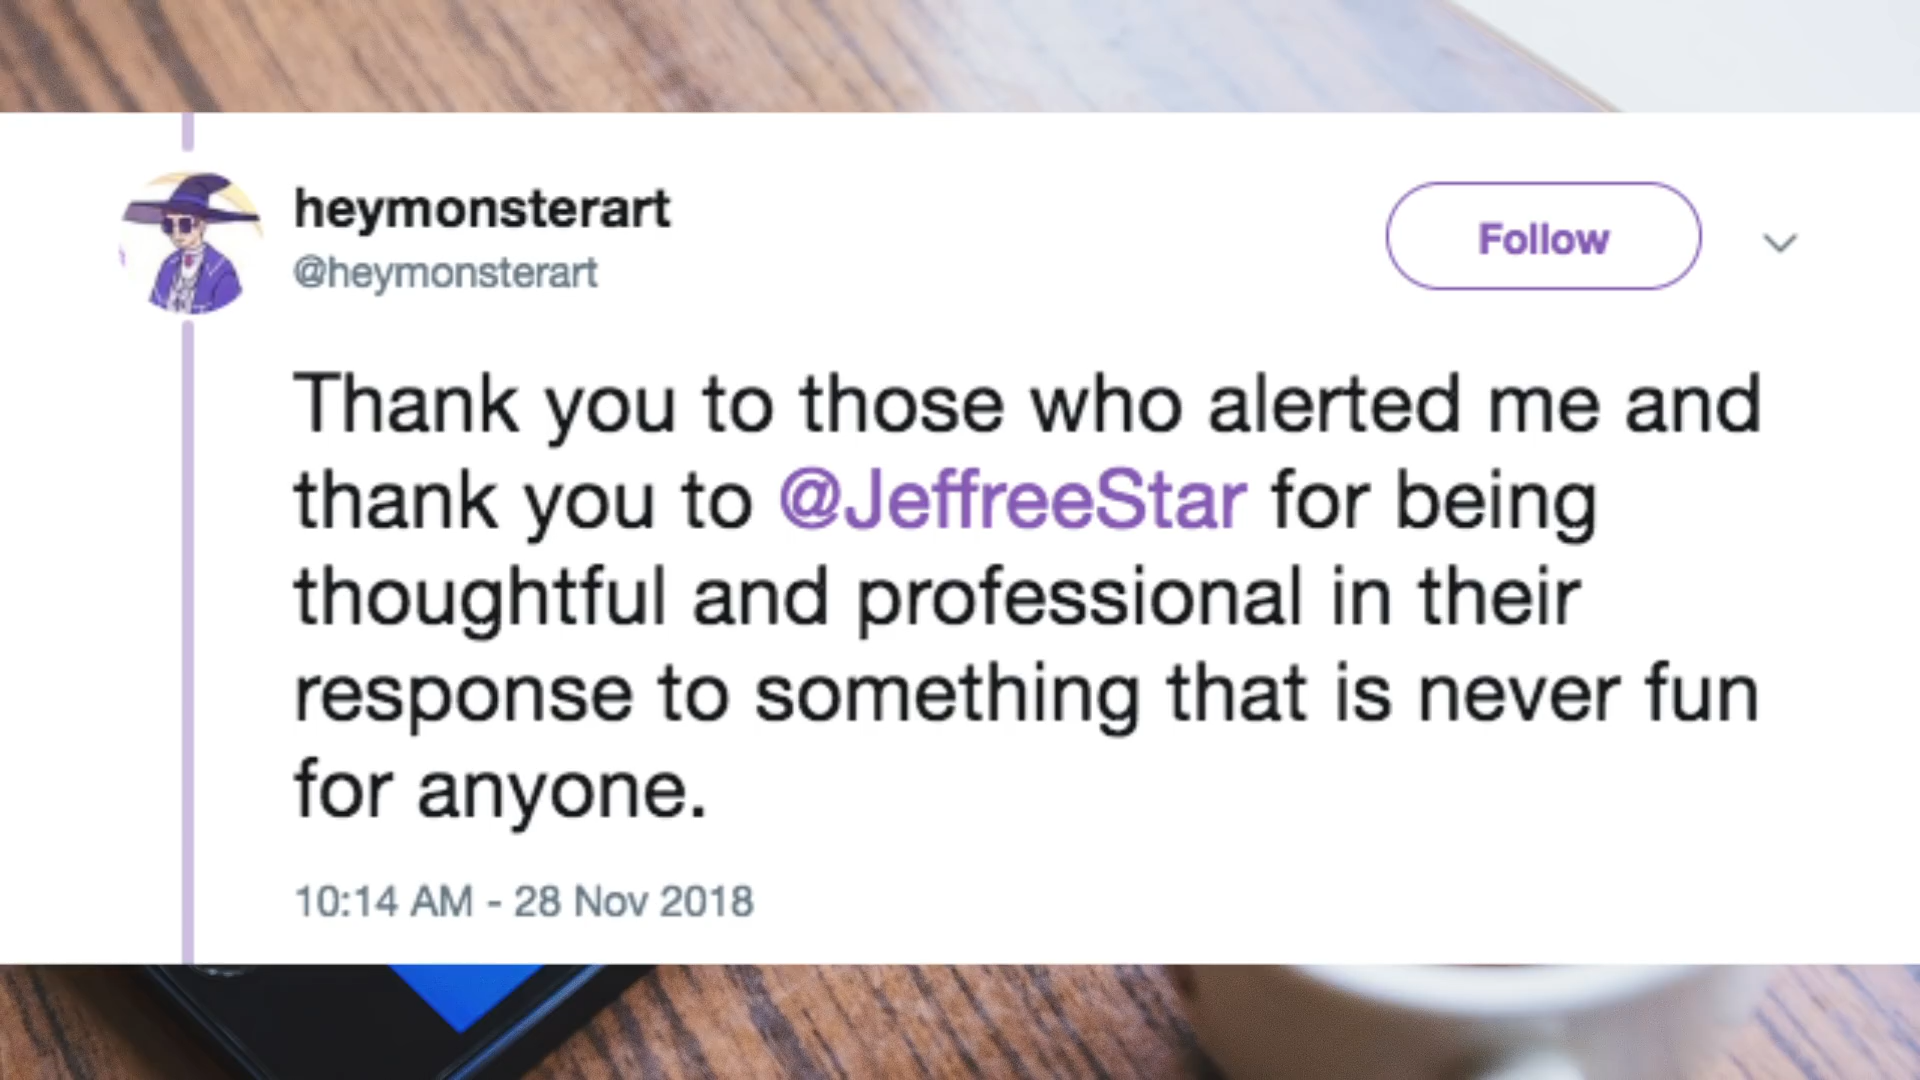 heymonsterart
@heymonsterart
Follow
Thank you to those who alerted me and
thank you to @JeffreeStar for being
thoughtful and professional in their
response to something that is never fun
for anyone.
10:14 AM - 28 Nov 2018